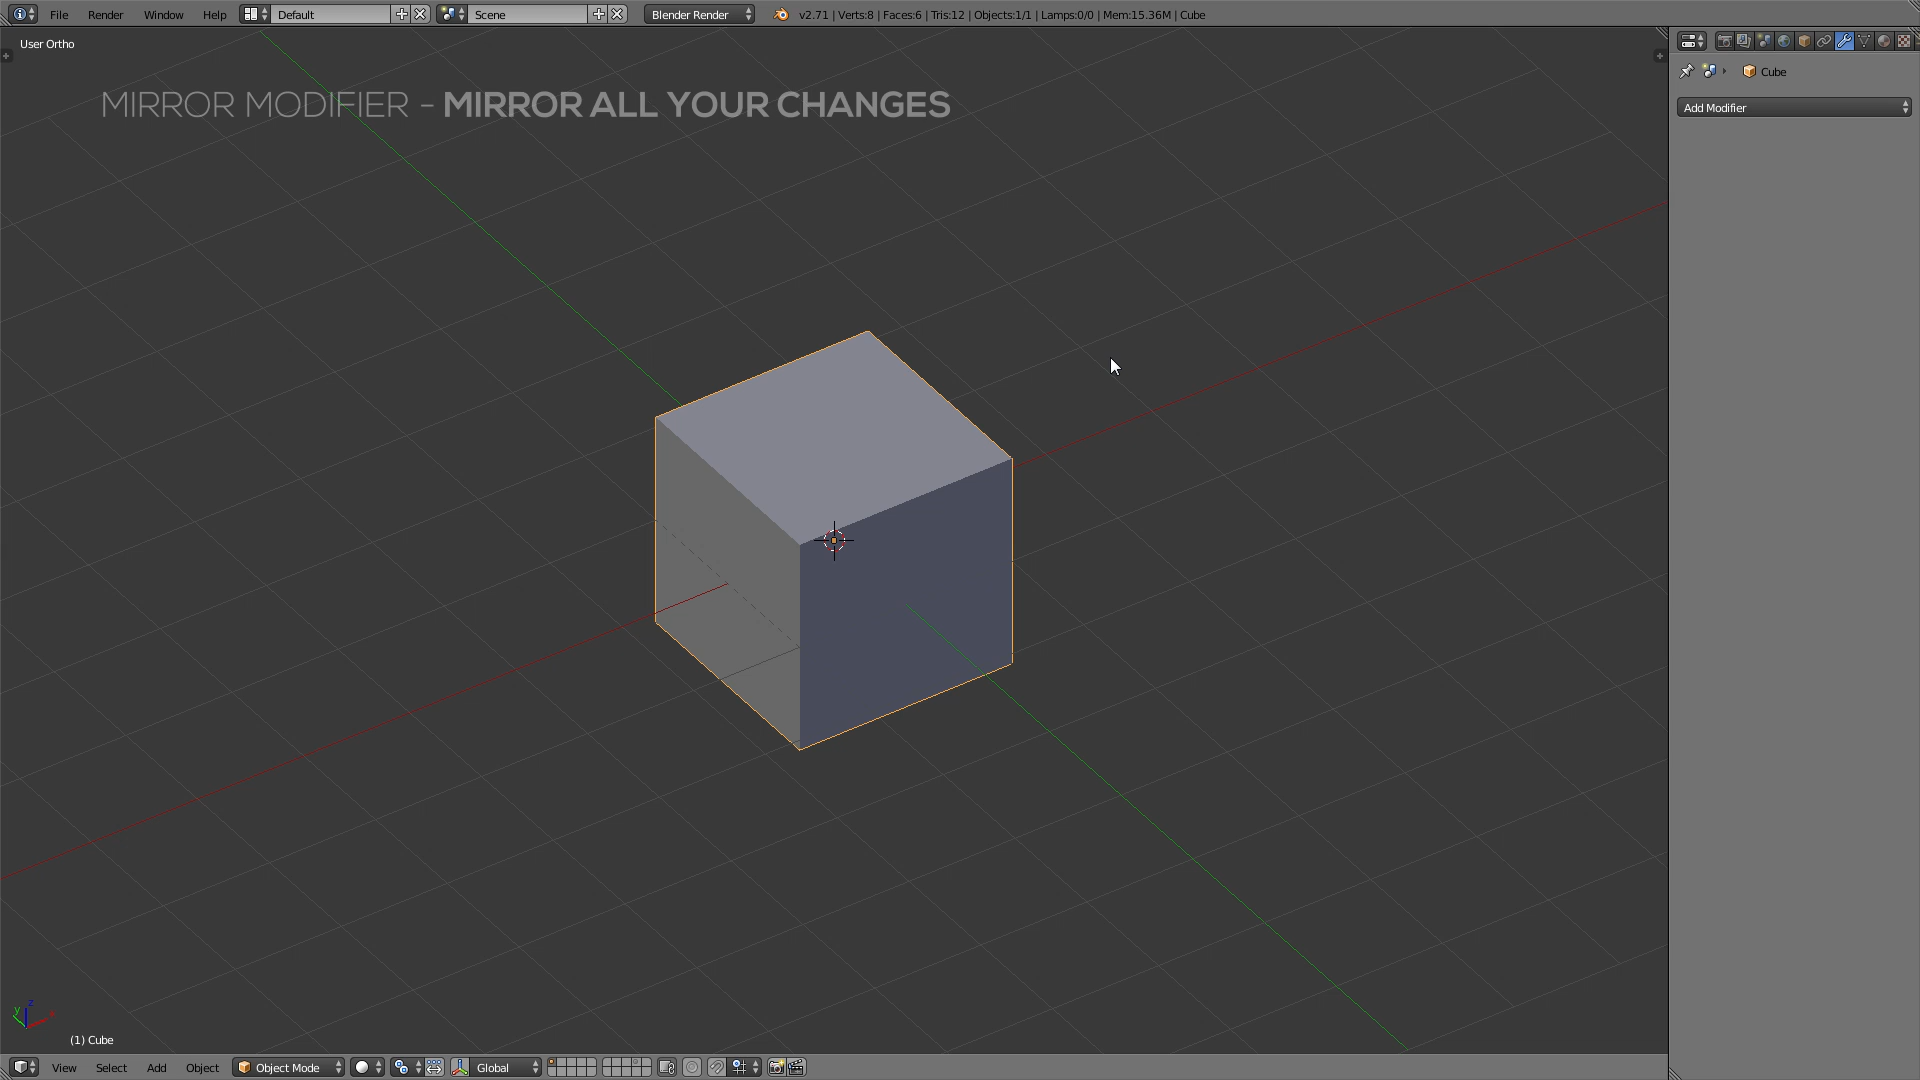 File Render Window Help Default Scene Blender Render v2.71 | Verts:8 | Faces:6 | Tris:12 | Objects:1/1 | Lamps:0/0 | Mem:15.36M | Cube
User Ortho
Cube
MIRROR MODIFIER - MIRROR ALL YOUR CHANGES
Add Modifier
z
y
x
(1) Cube
View Select Add Object Object Mode Global